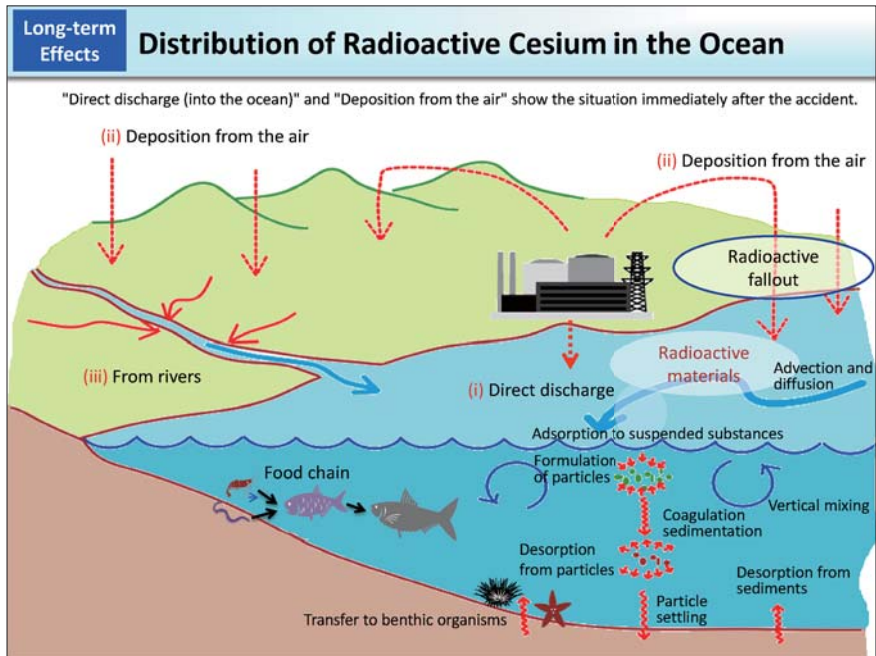 Long-term
Effects
Distribution of Radioactive Cesium in the Ocean
"Direct discharge (into the ocean)" and "Deposition from the air" show the situation immediately after the accident.
(ii) Deposition from the air
(ii) Deposition from the air
Radioactive
fallout
(iii) From rivers
(i) Direct discharge
Radioactive
materials
Advection and
diffusion
Adsorption to suspended substances
Food chain
Formulation
of particles
Vertical mixing
Coagulation
sedimentation
Desorption
from particles
Desorption from
sediments
Transfer to benthic organisms
Particle
settling